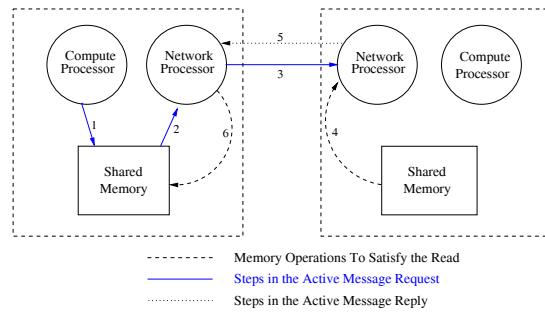 Compute
Processor
Network
Processor
5
3
Network
Processor
Compute
Processor
1
2
6
4
Shared
Memory
Shared
Memory
Memory Operations To Satisfy the Read
Steps in the Active Message Request
Steps in the Active Message Reply